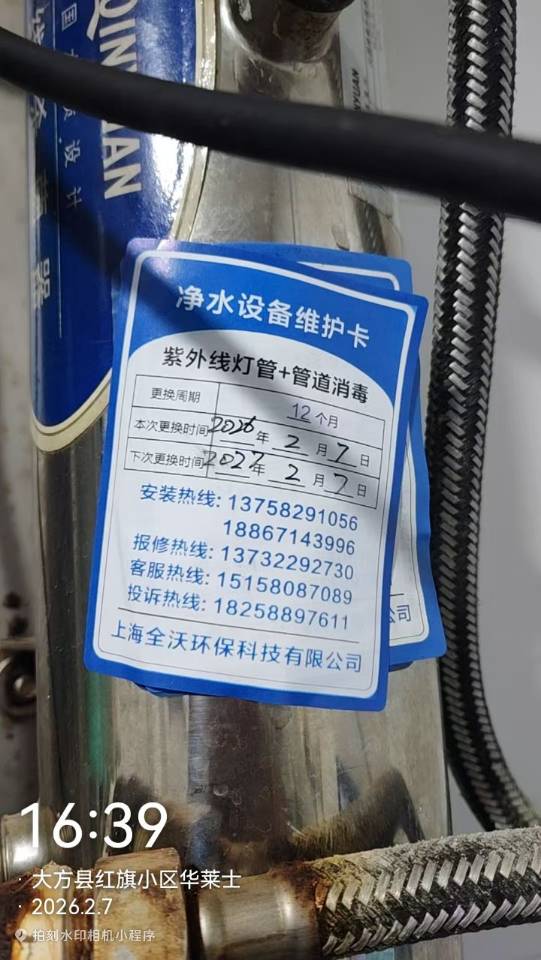 净水设备维护卡
紫外线灯管+管道消毒
更换周期 12个月
本次更换时间 2026年 2月 7日
下次更换时间 2027年 2月 7日
安装热线: 13758291056
18867143996
报修热线: 13732292730
客服热线: 15158087089
投诉热线: 18258897611
上海全沃环保科技有限公司
公司
16:39
· 大方县红旗小区华莱士
· 2026.2.7
拍刻水印相机小程序